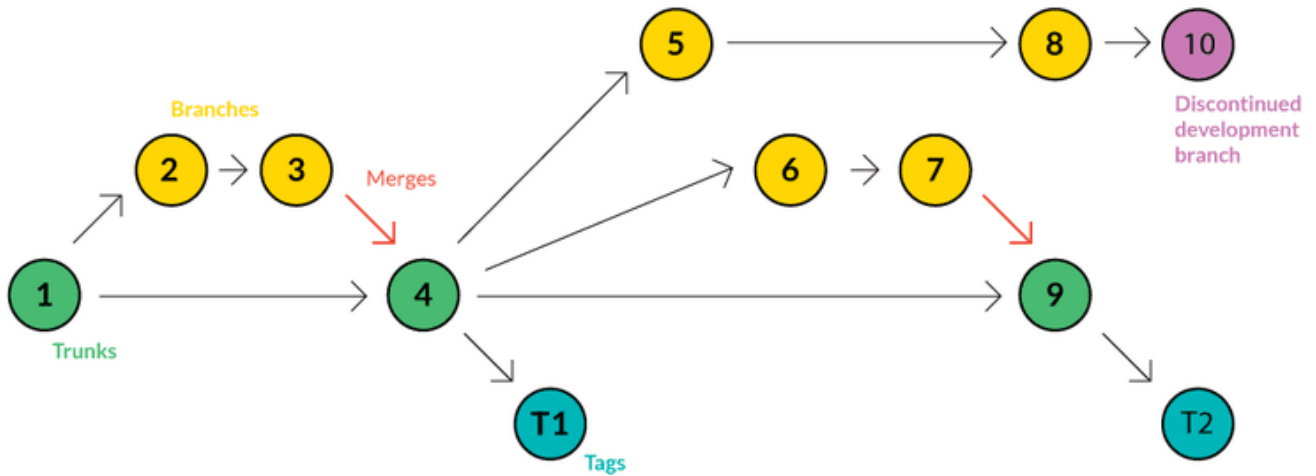 5
8
10
Branches
Discontinued
development
branch
2
3
Merges
6
7
1
4
9
Trunks
T1
T2
Tags